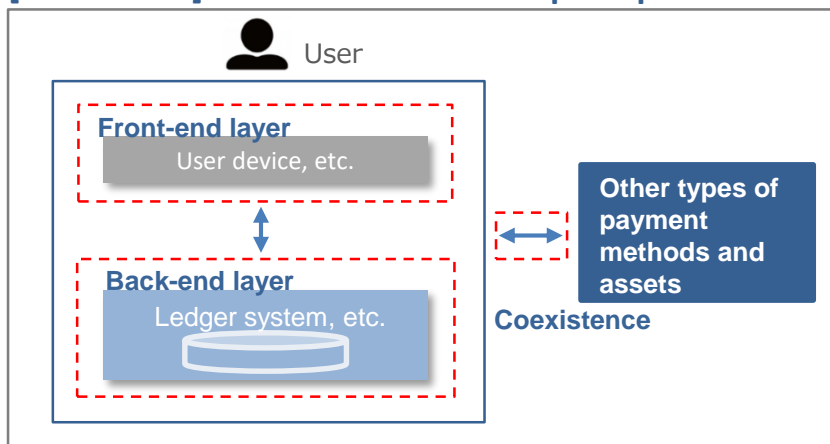 User
Front-end layer
User device, etc.
Back-end layer
Ledger system, etc.
Other types of
payment
methods and
assets
Coexistence